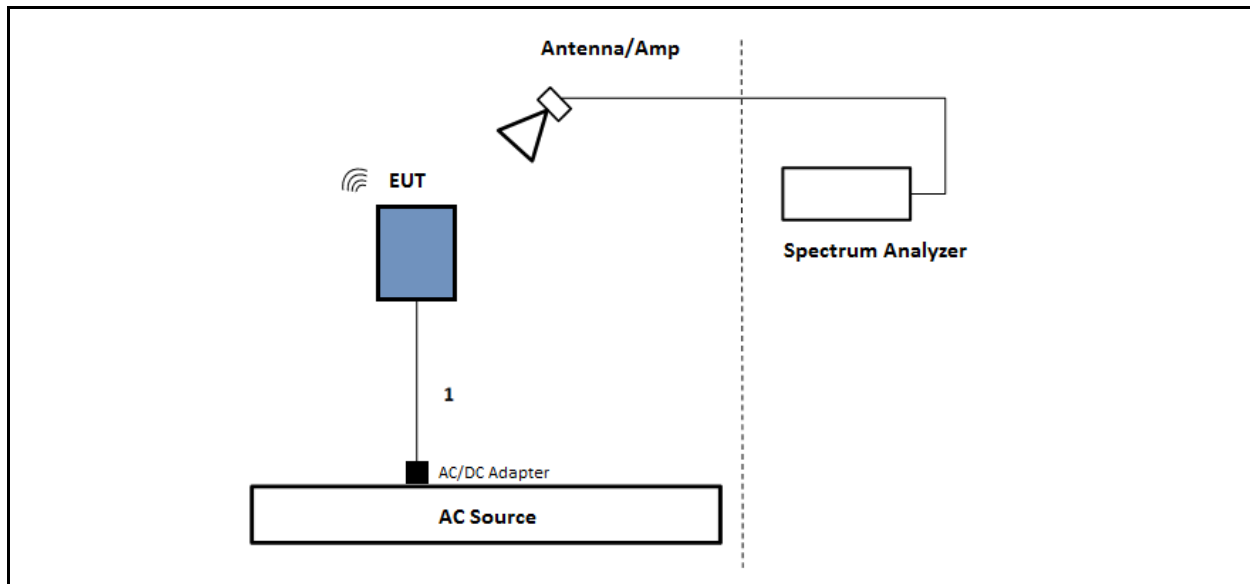 Antenna/Amp
EUT
Spectrum Analyzer
1
AC/DC Adapter
AC Source